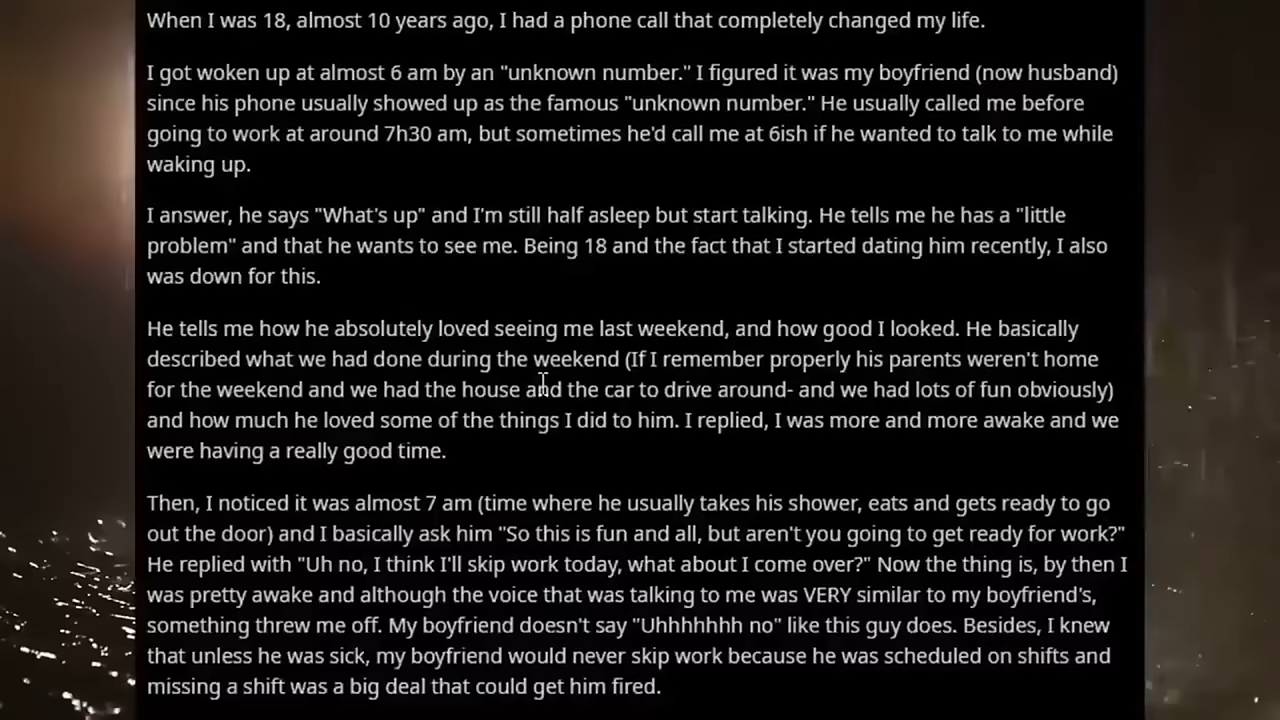 When I was 18, almost 10 years ago, I had a phone call that completely changed my life.
I got woken up at almost 6 am by an "unknown number." I figured it was my boyfriend (now husband)
since his phone usually showed up as the famous "unknown number." He usually called me before
going to work at around 7h30 am, but sometimes he'd call me at 6ish if he wanted to talk to me while
waking up.
I answer, he says "What's up" and I'm still half asleep but start talking. He tells me he has a "little
problem" and that he wants to see me. Being 18 and the fact that I started dating him recently, I also
was down for this.
He tells me how he absolutely loved seeing me last weekend, and how good I looked. He basically
described what we had done during the weekend (If I remember properly his parents weren't home
for the weekend and we had the house and the car to drive around- and we had lots of fun obviously)
and how much he loved some of the things I did to him. I replied, I was more and more awake and we
were having a really good time.
Then, I noticed it was almost 7 am (time where he usually takes his shower, eats and gets ready to go
out the door) and I basically ask him "So this is fun and all, but aren't you going to get ready for work?"
He replied with "Uh no, I think I'll skip work today, what about I come over?" Now the thing is, by then I
was pretty awake and although the voice that was talking to me was VERY similar to my boyfriend's,
something threw me off. My boyfriend doesn't say "Uhhhhhhh no" like this guy does. Besides, I knew
that unless he was sick, my boyfriend would never skip work because he was scheduled on shifts and
missing a shift was a big deal that could get him fired.